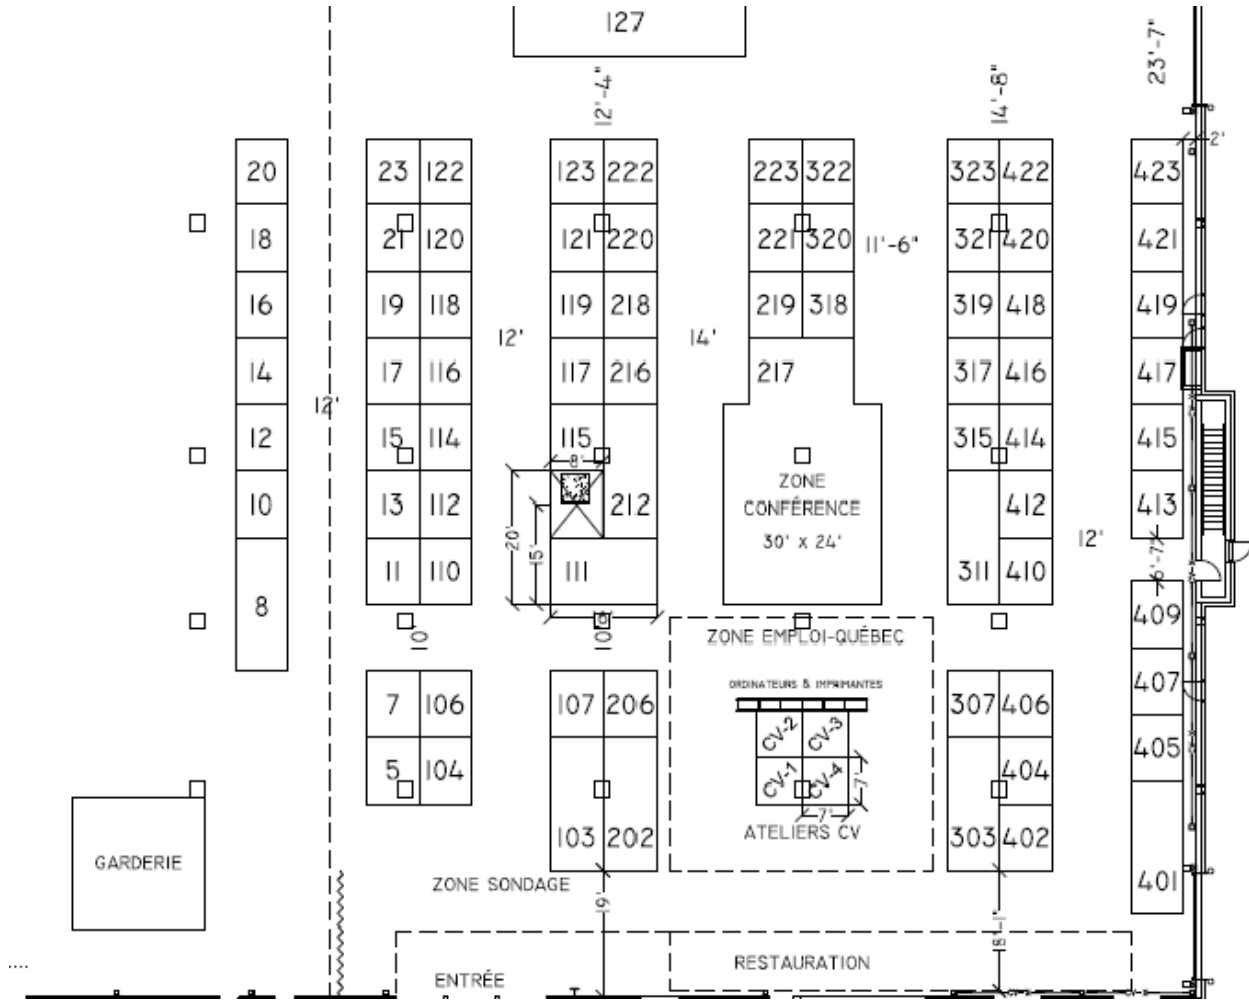 127
12'-4"
14'-8"
23'-7"
2'
20 23 122 123 222 223 322 323 422 423
18 21 120 121 220 221 320 11'-6" 321 420 421
16 19 118 119 218 219 318 319 418 419
12' 14'
14 17 116 117 216 217 317 416 417
12'
12 15 114 115 315 414 415
8'
ZONE
CONFÉRENCE
30' x 24'
10 13 112 212 412 413
20' 15' 12' 6'-7"
11 110 111 311 410
8 409
10' 10' 16'
ZONE EMPLOI-QUÉBEC
ORDINATEURS & IMPRIMANTES
407
7 106 107 206 307 406
CV-2 CV-3
405
5 104 CV-1 CV-4 7' 404
7'
ATELIERS CV
103 202 303 402
GARDERIE
ZONE SONDAGE
401
19' 18'-1"
RESTAURATION
ENTRÉE
....